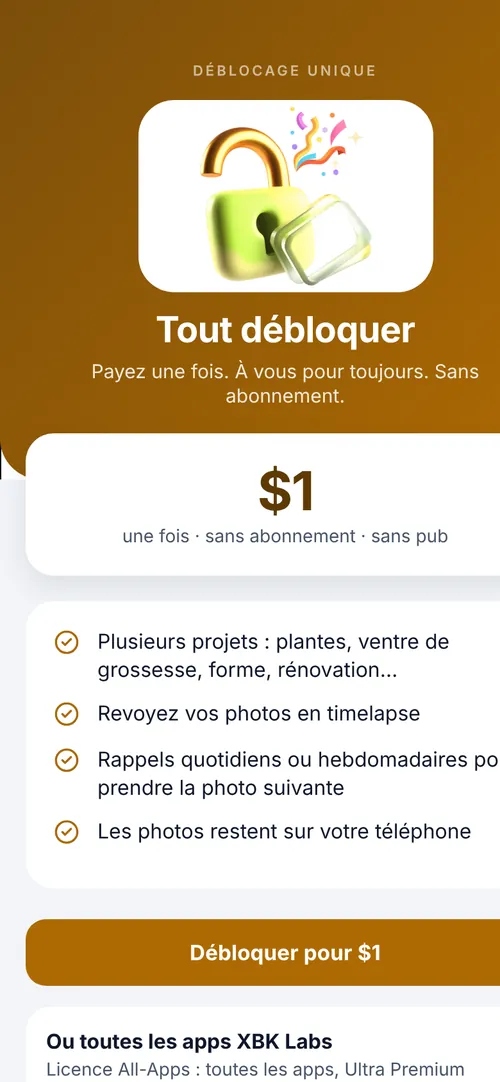 DÉBLOCAGE UNIQUE
Tout débloquer
Payez une fois. À vous pour toujours. Sans
abonnement.
$1
une fois · sans abonnement · sans pub
Plusieurs projets : plantes, ventre de
grossesse, forme, rénovation...
Revoyez vos photos en timelapse
Rappels quotidiens ou hebdomadaires po
prendre la photo suivante
Les photos restent sur votre téléphone
Débloquer pour $1
Ou toutes les apps XBK Labs
Licence All-Apps : toutes les apps, Ultra Premium